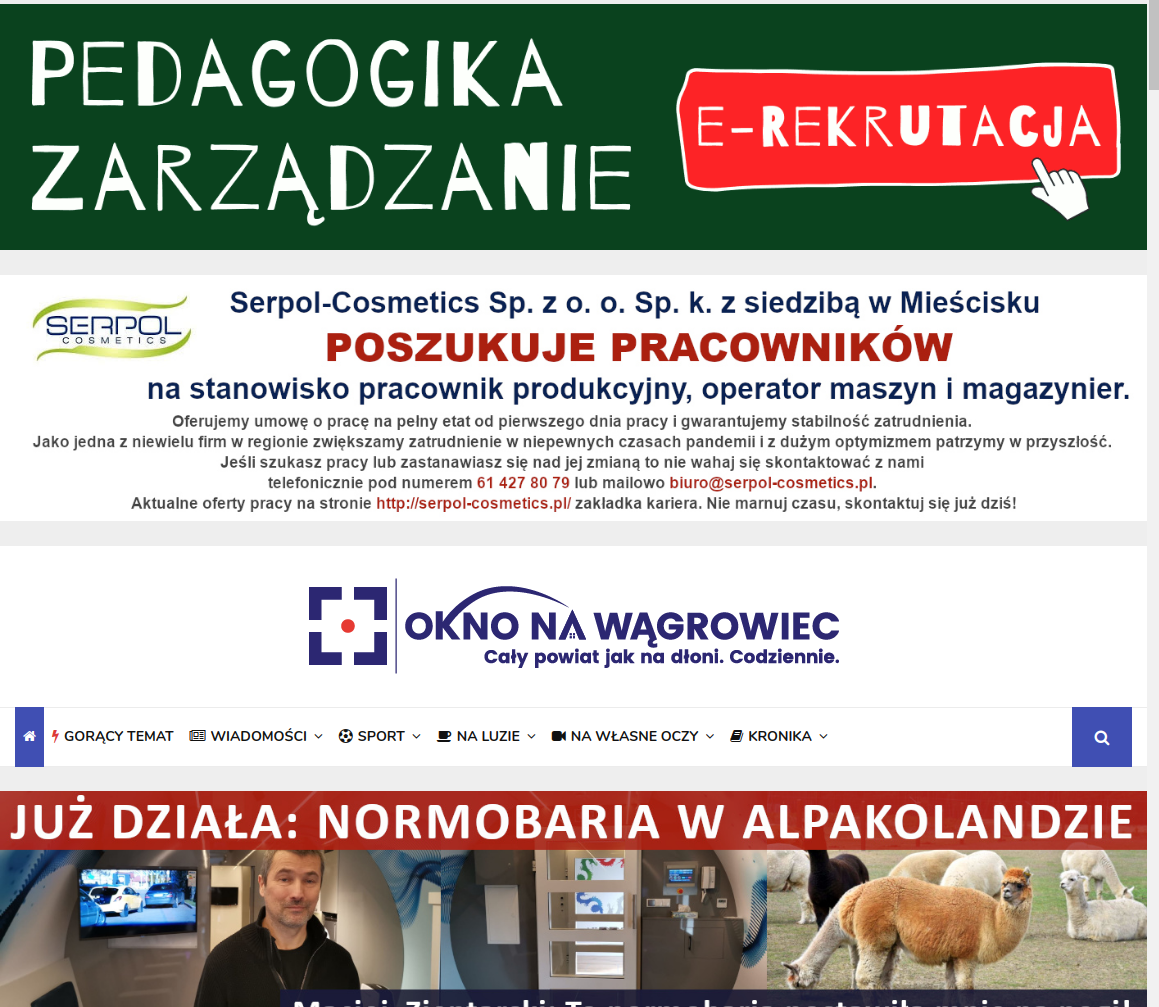 PEDAGOGIKA
ZARZĄDZANIE
E-REKRUTACJA
SERPOL
COSMETICS
Serpol-Cosmetics Sp. z o. o. Sp. k. z siedzibą w Mieścisku
POSZUKUJE PRACOWNIKÓW
na stanowisko pracownik produkcyjny, operator maszyn i magazynier.
Oferujemy umowę o pracę na pelny etat od pierwszego dnia pracy i gwarantujemy stabilność zatrudnienia.
Jako jedna z niewielu firm w regionie zwiększamy zatrudnienie w niepewnych czasach pandemii i z dużym optymizmem patrzymy w przyszlość.
Jeśli szukasz pracy lub zastanawiasz się nad jej zmianą to nie wahaj się skontaktować z nami
telefonicznie pod numerem 61 427 80 79 lub mailowo biuro@serpol-cosmetics.pl.
Aktualne oferty pracy na stronie http://serpol-cosmetics.pl/ zakładka kariera. Nie marnuj czasu, skontaktuj się już dziś!
OKNO NA WĄGROWIEC
Cały powiat jak na dłoni. Codziennie.
GORĄCY TEMAT WIADOMOŚCI SPORT NA LUZIE NA WŁASNE OCZY KRONIKA
JUŻ DZIAŁA: NORMOBARIA W ALPAKOLANDZIE